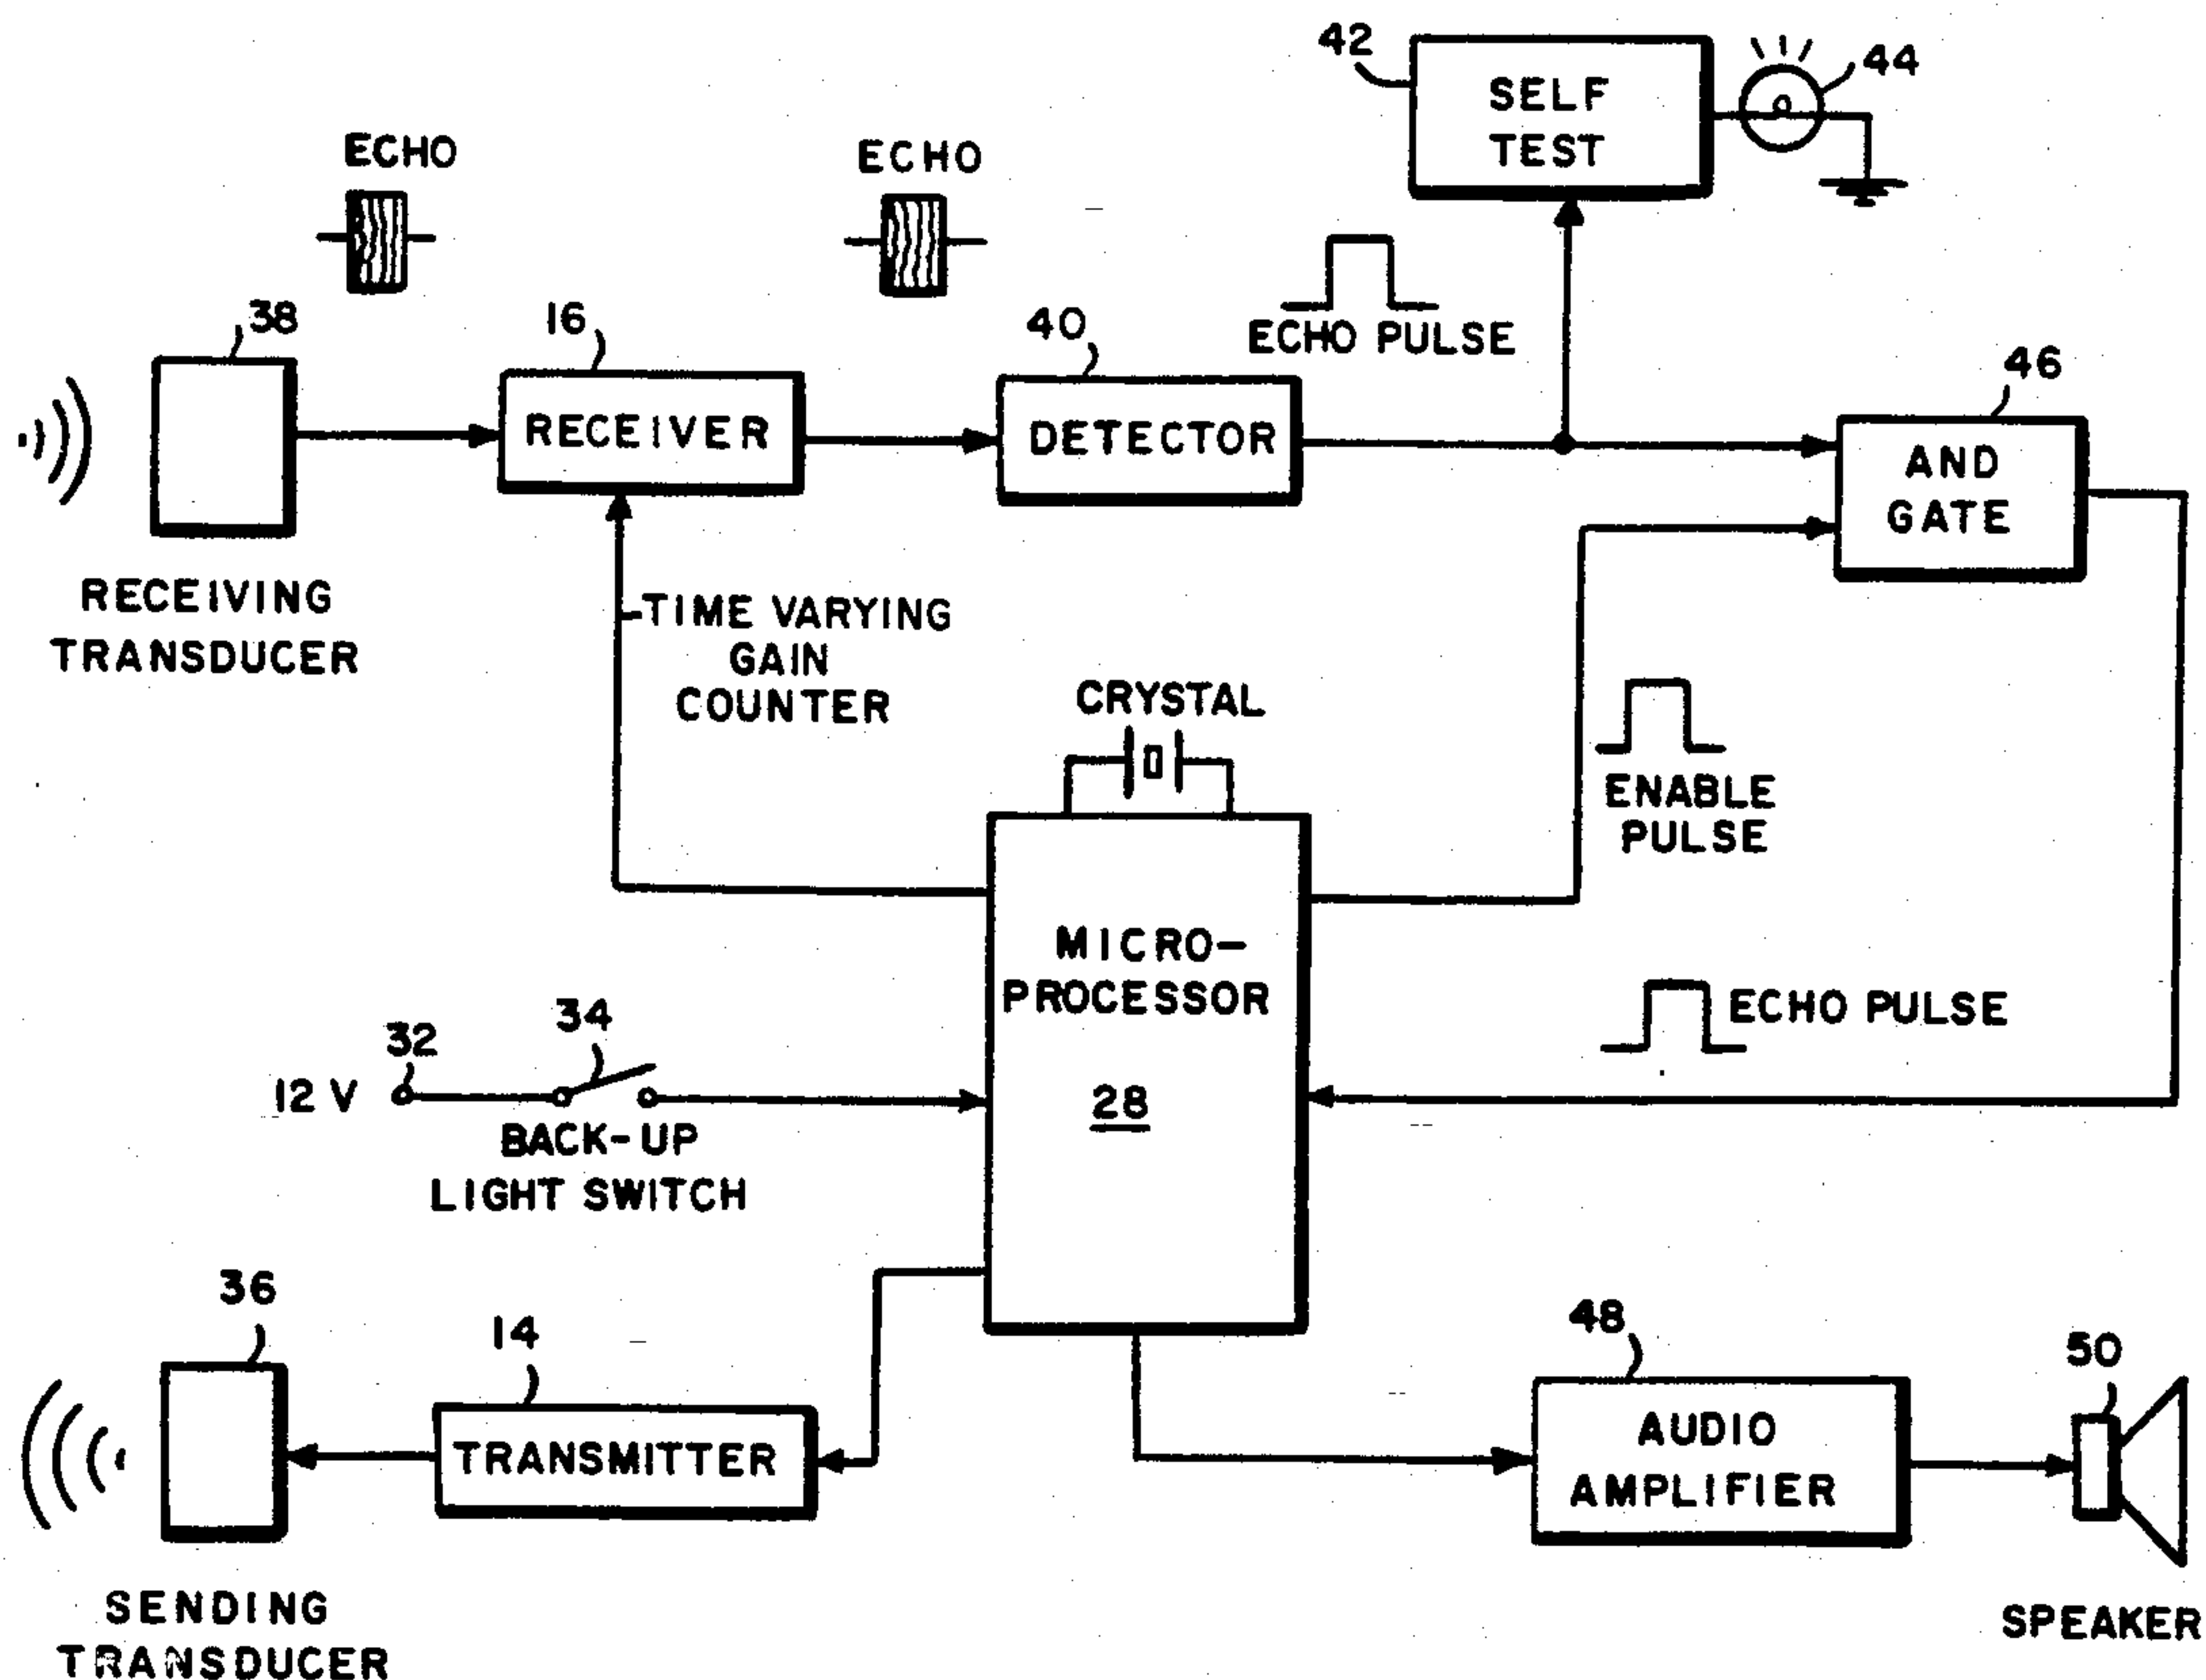 42
SELF
TEST
44
ECHO
ECHO
ECHO PULSE
38
16
40
46
RECEIVER
DETECTOR
AND
GATE
RECEIVING
TRANSDUCER
TIME VARYING
GAIN
COUNTER
CRYSTAL
ENABLE
PULSE
MICRO-
PROCESSOR
28
ECHO PULSE
32
34
12 V
BACK-UP
LIGHT SWITCH
36
14
TRANSMITTER
48
AUDIO
AMPLIFIER
50
SENDING
TRANSDUCER
SPEAKER